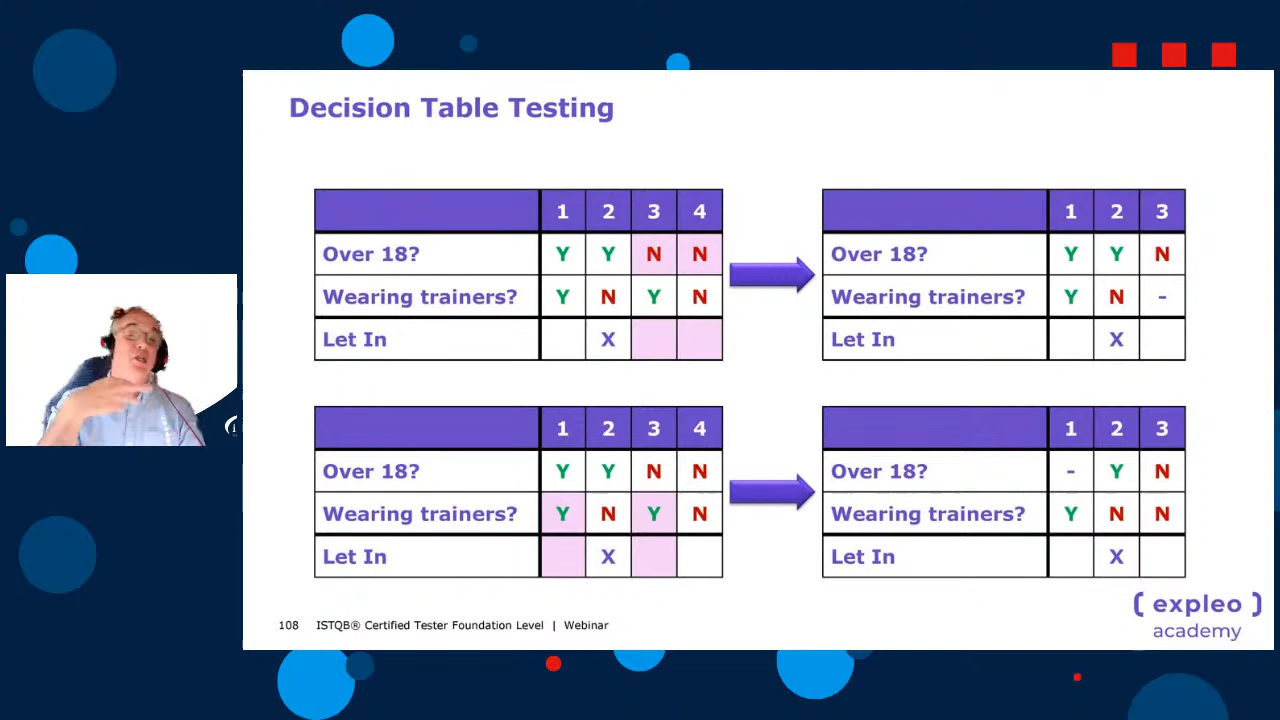 Decision Table Testing
1 2 3 4
Over 18? Y Y N N
Wearing trainers? Y N Y N
Let In X
1 2 3
Over 18? Y Y N
Wearing trainers? Y N -
Let In X
1 2 3 4
Over 18? Y Y N N
Wearing trainers? Y N Y N
Let In X
1 2 3
Over 18? - Y N
Wearing trainers? Y N N
Let In X
108 ISTQB® Certified Tester Foundation Level | Webinar
( expleo )
academy